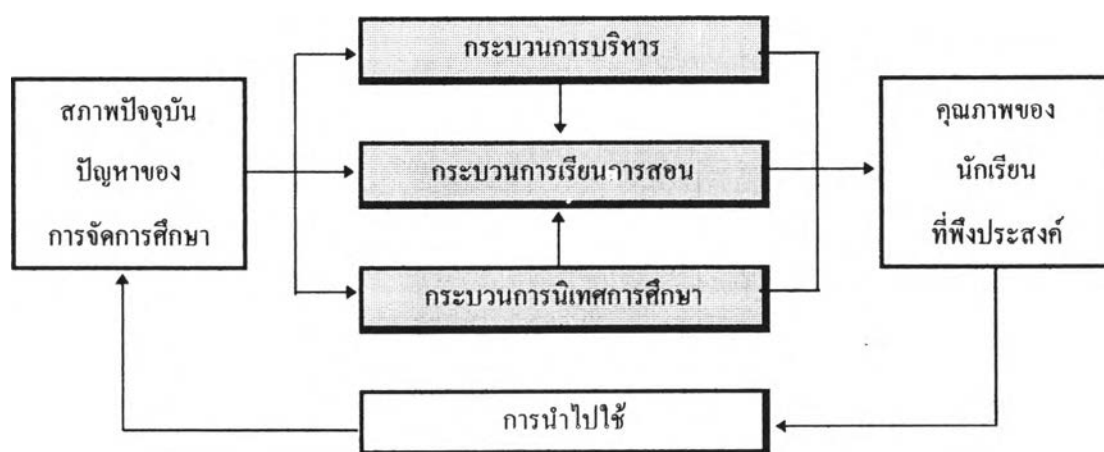 กระบวนการบริหาร
สภาพปัจจุบัน
ปัญหาของ
การจัดการศึกษา
กระบวนการเรียนการสอน
กระบวนการนิเทศการศึกษา
คุณภาพของ
นักเรียน
ที่พึงประสงค์
การนำไปใช้